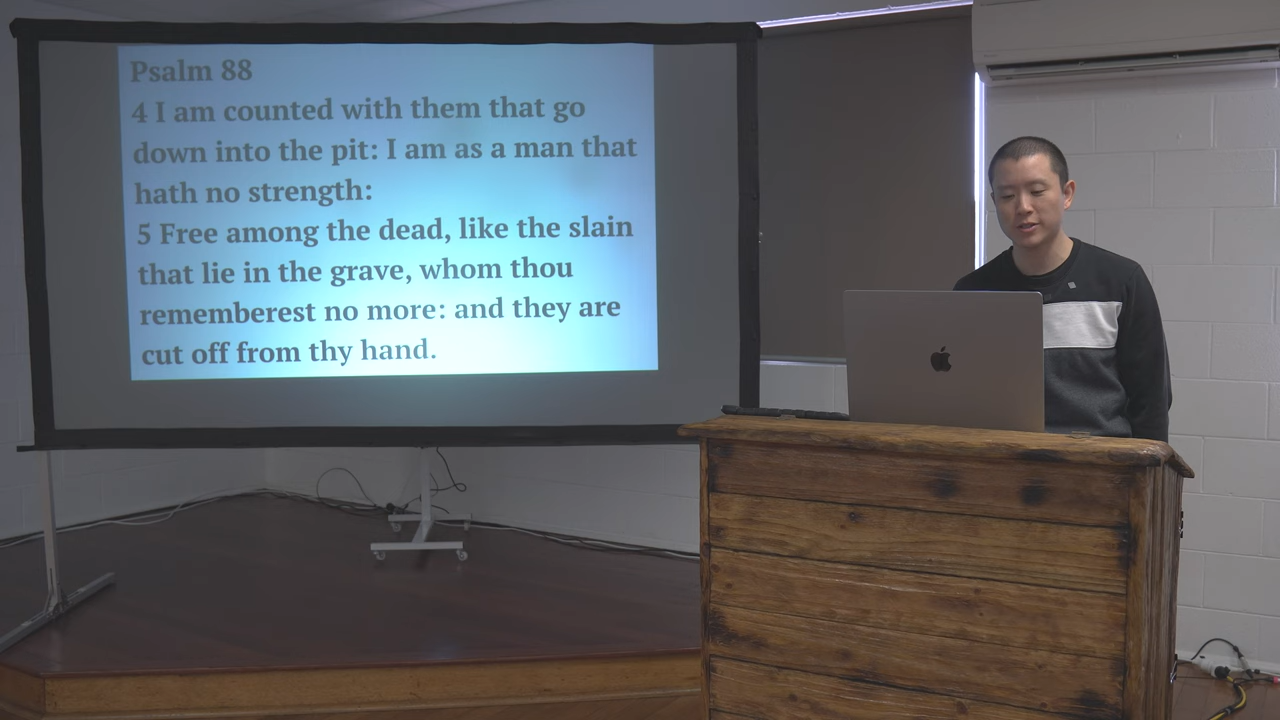 Psalm 88
4 I am counted with them that go
down into the pit: I am as a man that
hath no strength:
5 Free among the dead, like the slain
that lie in the grave, whom thou
rememberest no more: and they are
cut off from thy hand.